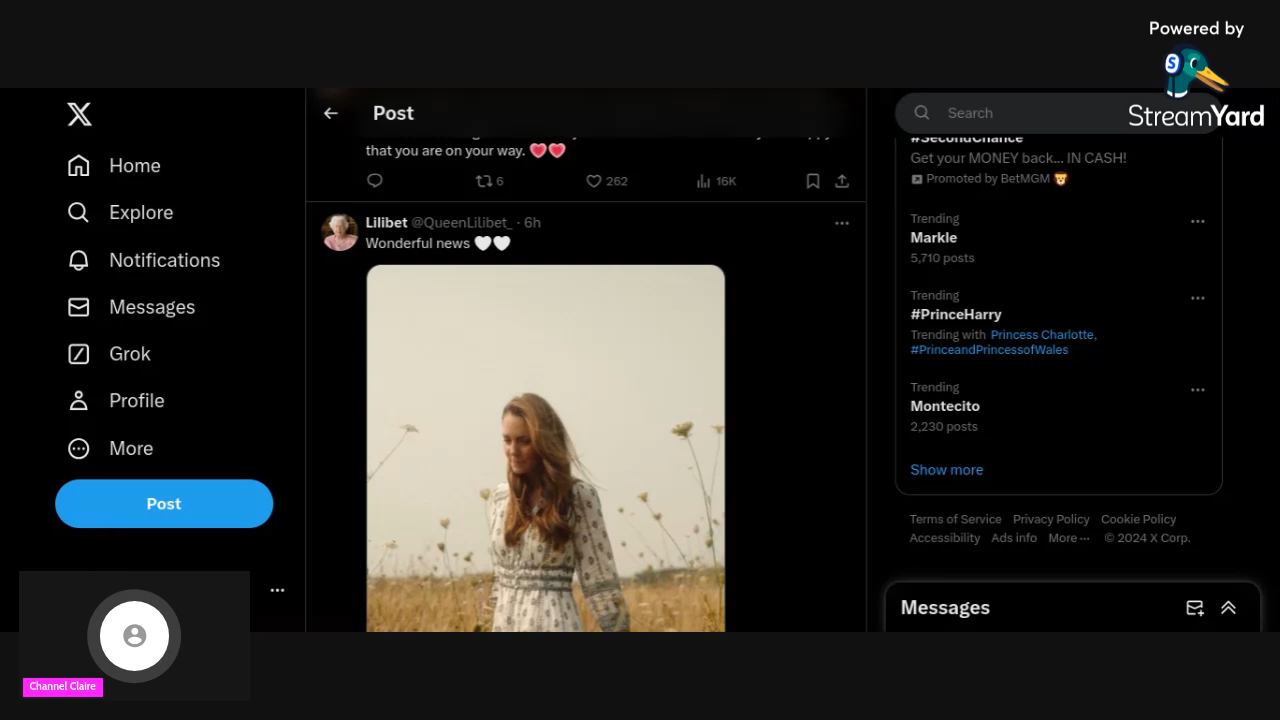 Powered by
StreamYard
Home
Explore
Notifications
Messages
Grok
Profile
More
Post
Channel Claire
Post
that you are on your way.
6
262
16K
Lilibet @QueenLilibet_ · 6h
Wonderful news
Search
#SecondChance
Get your MONEY back... IN CASH!
Promoted by BetMGM
Trending
Markle
5,710 posts
Trending
#PrinceHarry
Trending with Princess Charlotte,
#PrinceandPrincessofWales
Trending
Montecito
2,230 posts
Show more
Terms of Service Privacy Policy Cookie Policy
Accessibility Ads info More ··· © 2024 X Corp.
Messages